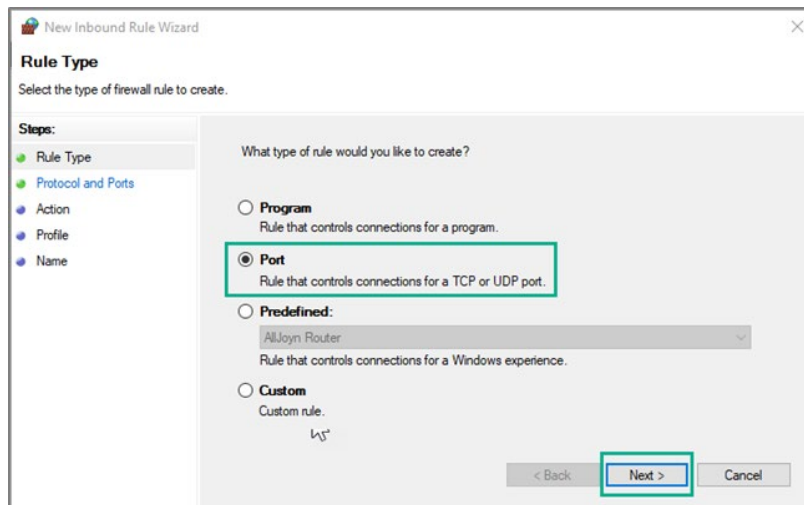 New Inbound Rule Wizard
Rule Type
Select the type of firewall rule to create.
Steps:
Rule Type
Protocol and Ports
Action
Profile
Name
What type of rule would you like to create?
Program
Rule that controls connections for a program.
Port
Rule that controls connections for a TCP or UDP port.
Predefined:
AllJoyn Router
Rule that controls connections for a Windows experience.
Custom
Custom rule.
< Back Next > Cancel